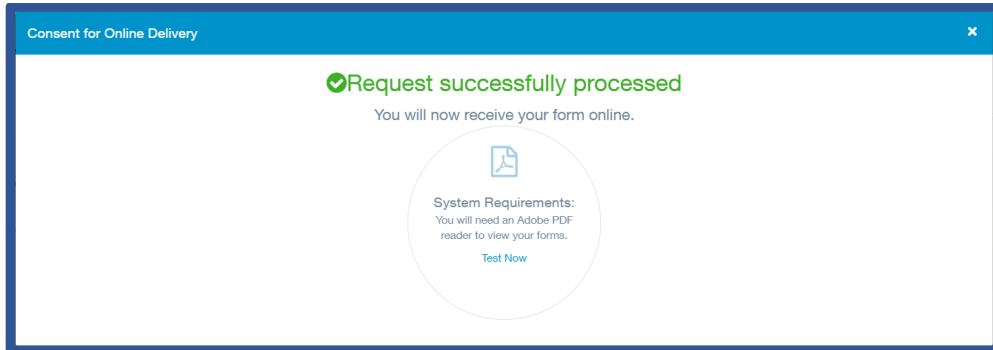 Consent for Online Delivery
Request successfully processed
You will now receive your form online.
System Requirements:
You will need an Adobe PDF
reader to view your forms.
Test Now